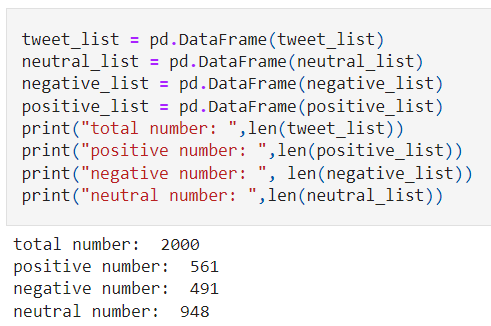 tweet_list = pd.DataFrame(tweet_list)
neutral_list = pd.DataFrame(neutral_list)
negative_list = pd.DataFrame(negative_list)
positive_list = pd.DataFrame(positive_list)
print("total number: ",len(tweet_list))
print("positive number: ",len(positive_list))
print("negative number: ", len(negative_list))
print("neutral number: ",len(neutral_list))
total number:  2000
positive number:  561
negative number:  491
neutral number:  948